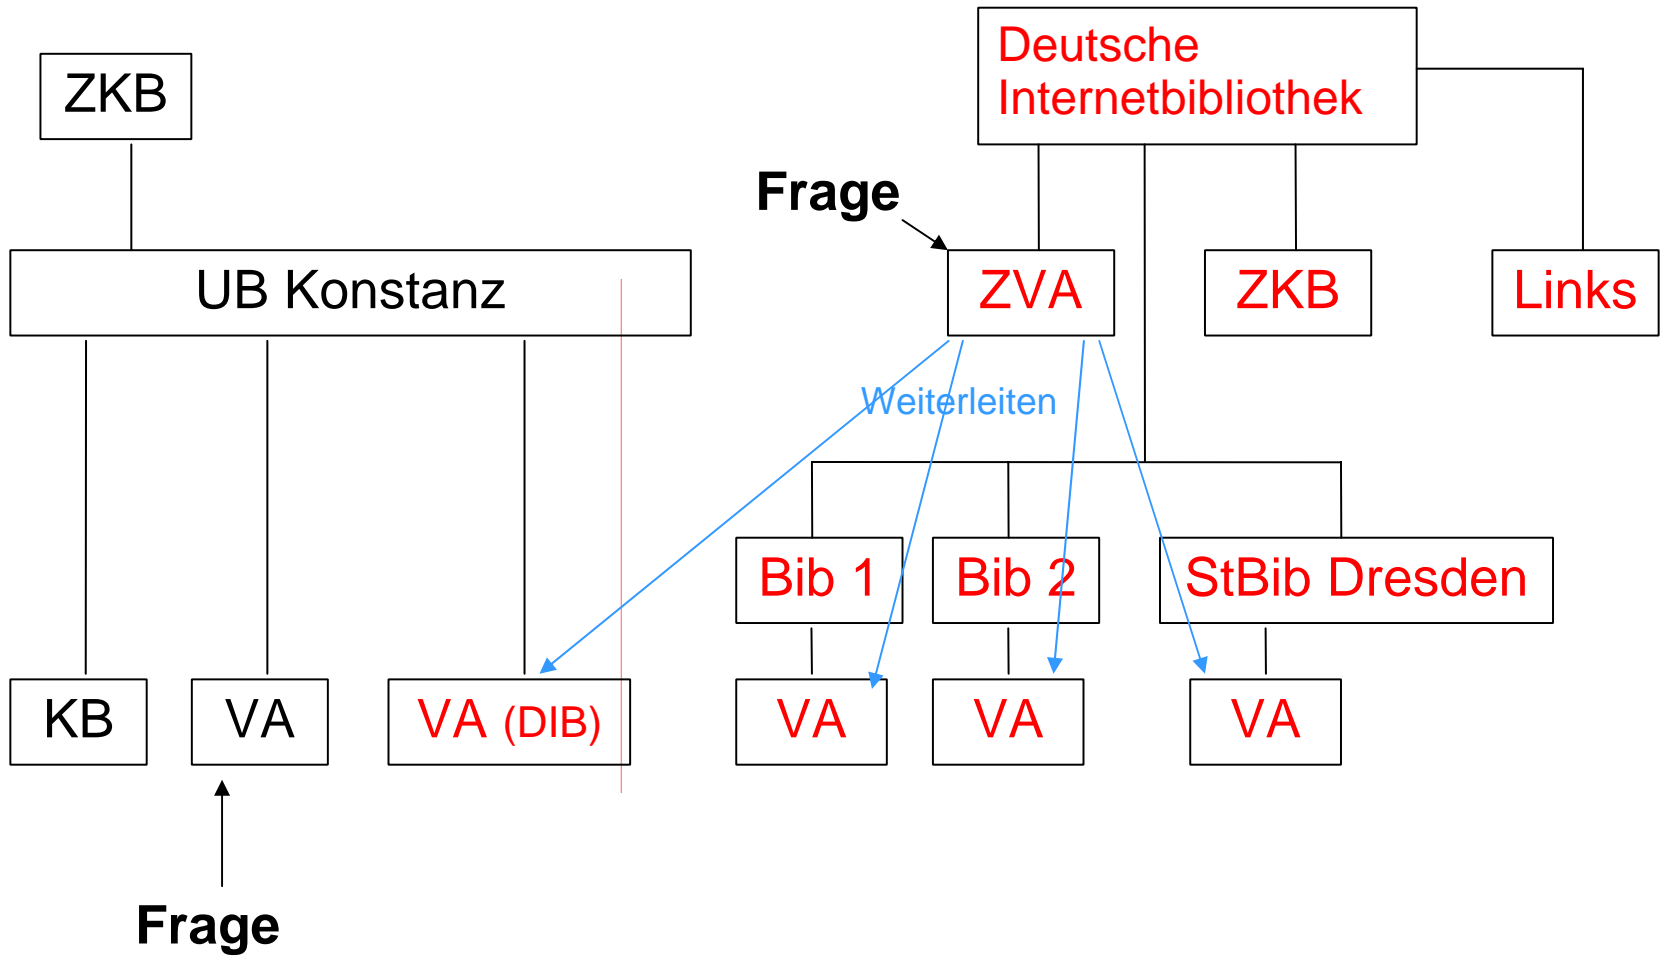 Deutsche
Internetbibliothek
ZKB
Frage
UB Konstanz
ZVA
ZKB
Links
Weiterleiten
Bib 1
Bib 2
StBib Dresden
KB
VA
VA (DIB)
VA
VA
VA
Frage